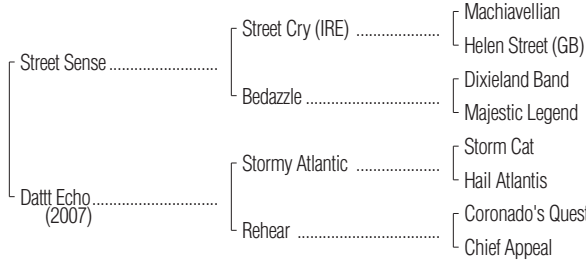 Machiavellian
Street Cry (IRE) ....................
Helen Street (GB)
Street Sense ..........................
Dixieland Band
Bedazzle ................................
Majestic Legend
Storm Cat
Stormy Atlantic ....................
Hail Atlantis
Dattt Echo..............................
(2007)
Coronado's Quest
Rehear ..................................
Chief Appeal